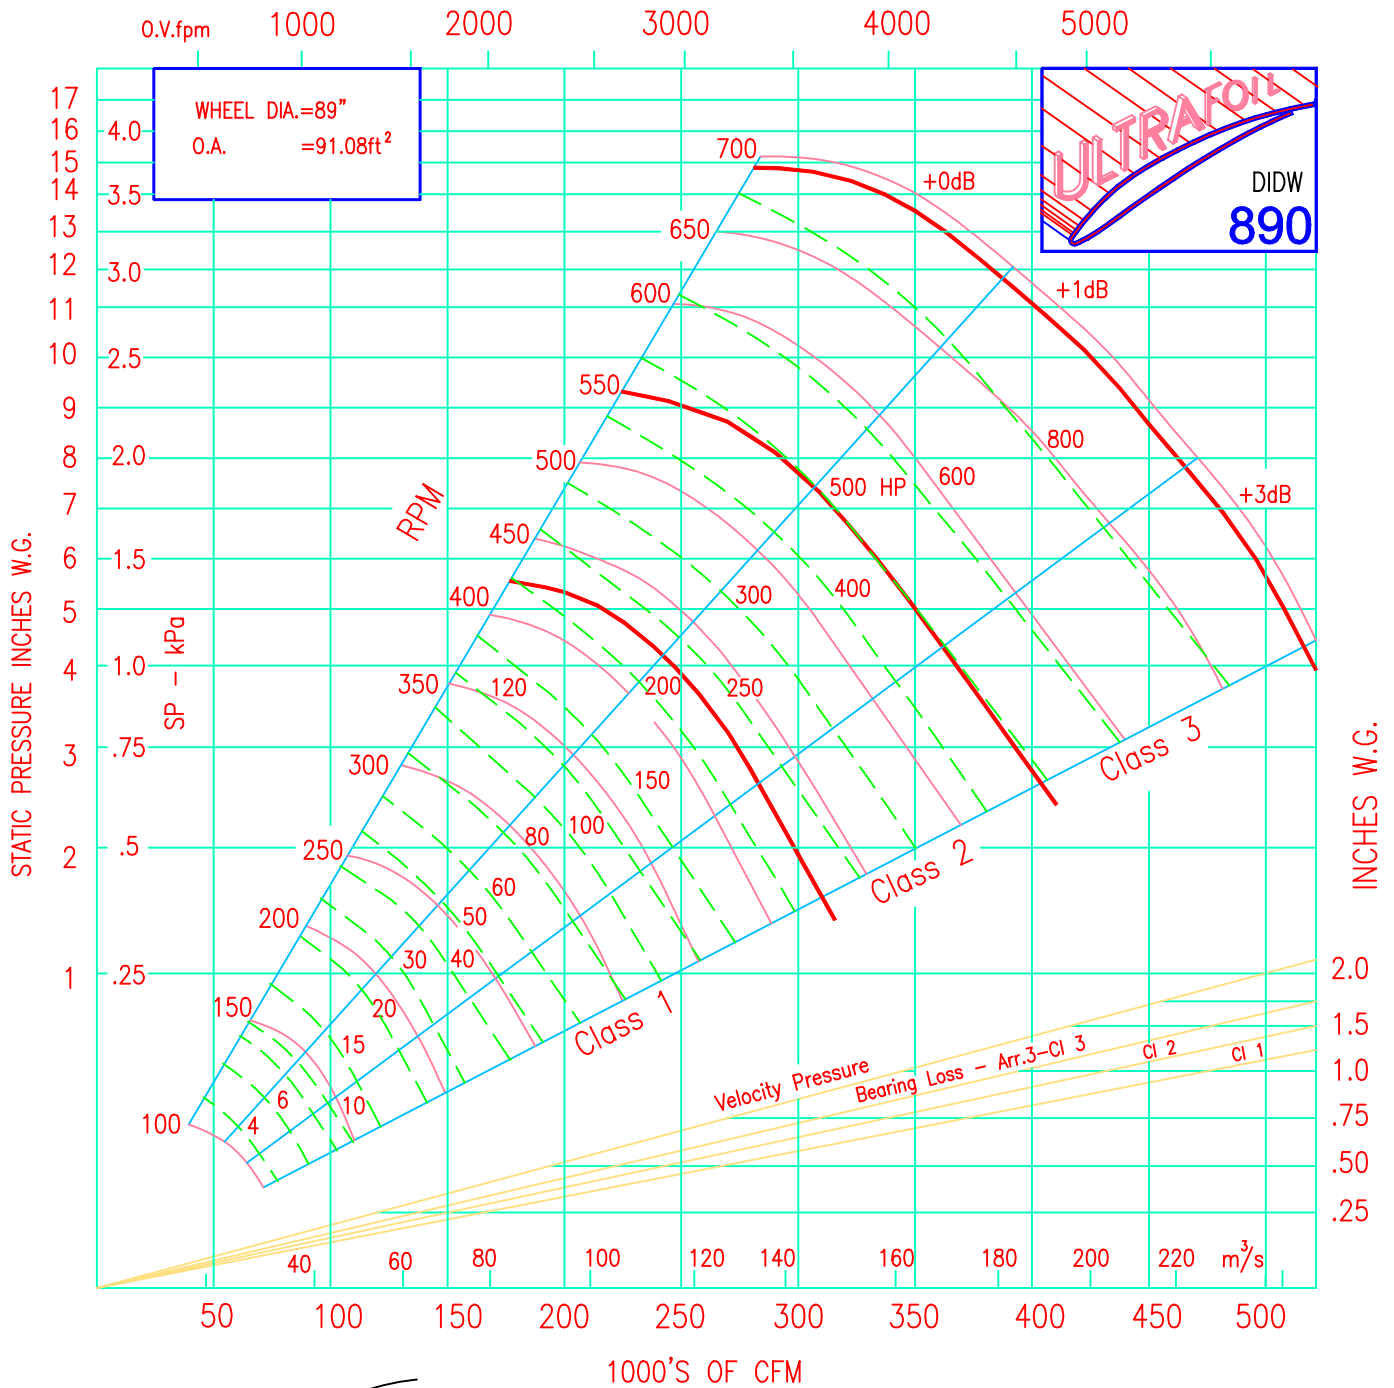 O.V.fpm 1000 2000 3000 4000 5000
WHEEL DIA.=89"
O.A. =91.08ft²
ULTRAFOIL
DIDW
890
17
16 4.0
15
14 3.5
13
12 3.0
11
10 2.5
9
8 2.0
7
6 1.5
5
4 1.0
3 .75
2 .5
1 .25
STATIC PRESSURE INCHES W.G.
SP - kPa
RPM
700
650
600
550
500
450
400
350
300
250
200
150
100
+0dB
+1dB
+3dB
800
600
500 HP
400
300
250
200
150
120
100
80
60
50
40
30
20
15
10
6
4
Class 3
Class 2
Class 1
Velocity Pressure
Bearing Loss - Arr.3-Cl 3
Cl 2
Cl 1
INCHES W.G.
2.0
1.5
1.0
.75
.50
.25
40 60 80 100 120 140 160 180 200 220 m³/s
50 100 150 200 250 300 350 400 450 500
1000'S OF CFM